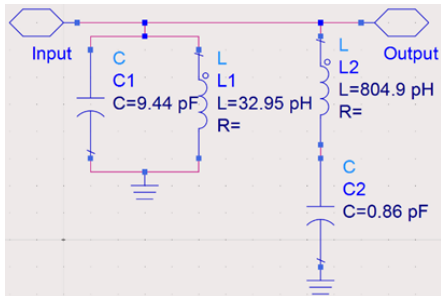 Input
C
C1
C=9.44 pF
L
L1
L=32.95 pH
R=
L
L2
L=804.9 pH
R=
Output
C
C2
C=0.86 pF